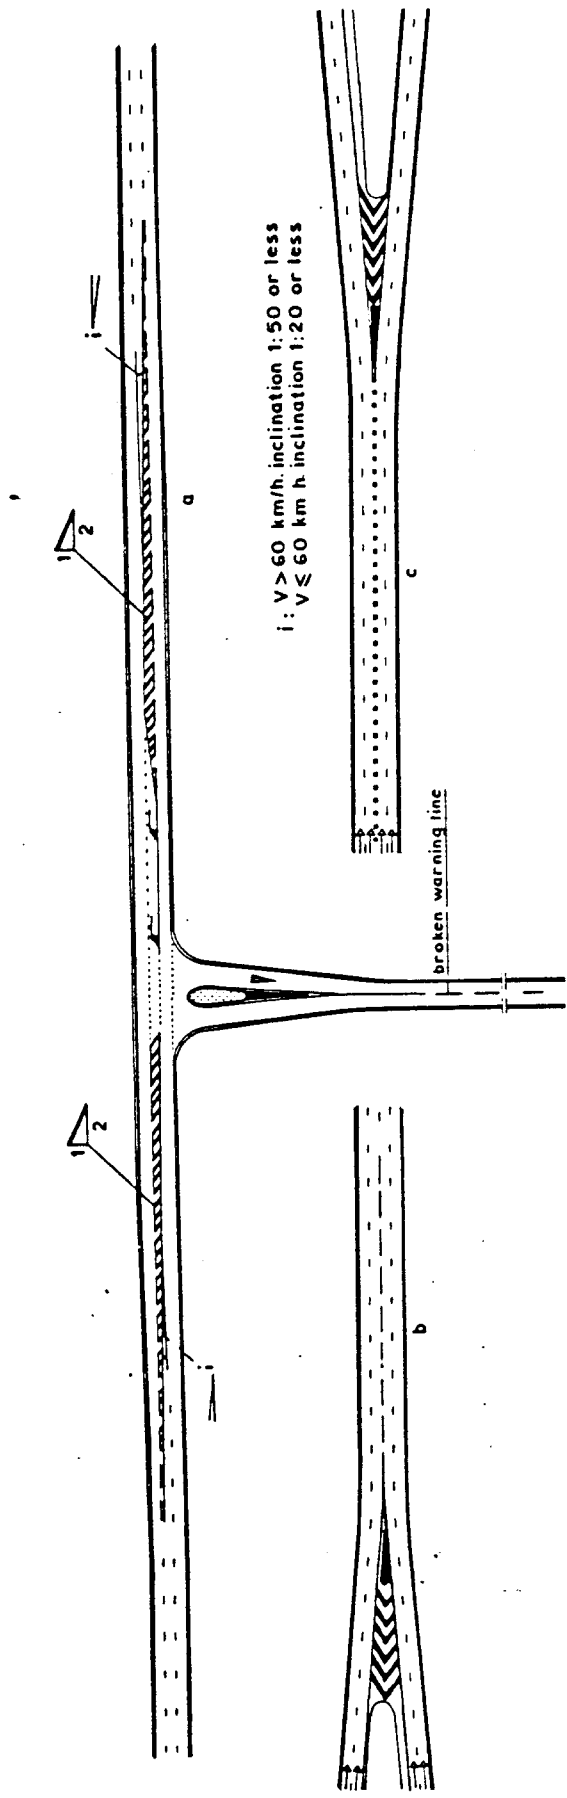 i
1
2
a
i : V > 60 km/h. inclination 1:50 or less
V ⩽ 60 km h. inclination 1:20 or less
c
broken warning line
1
2
i
b